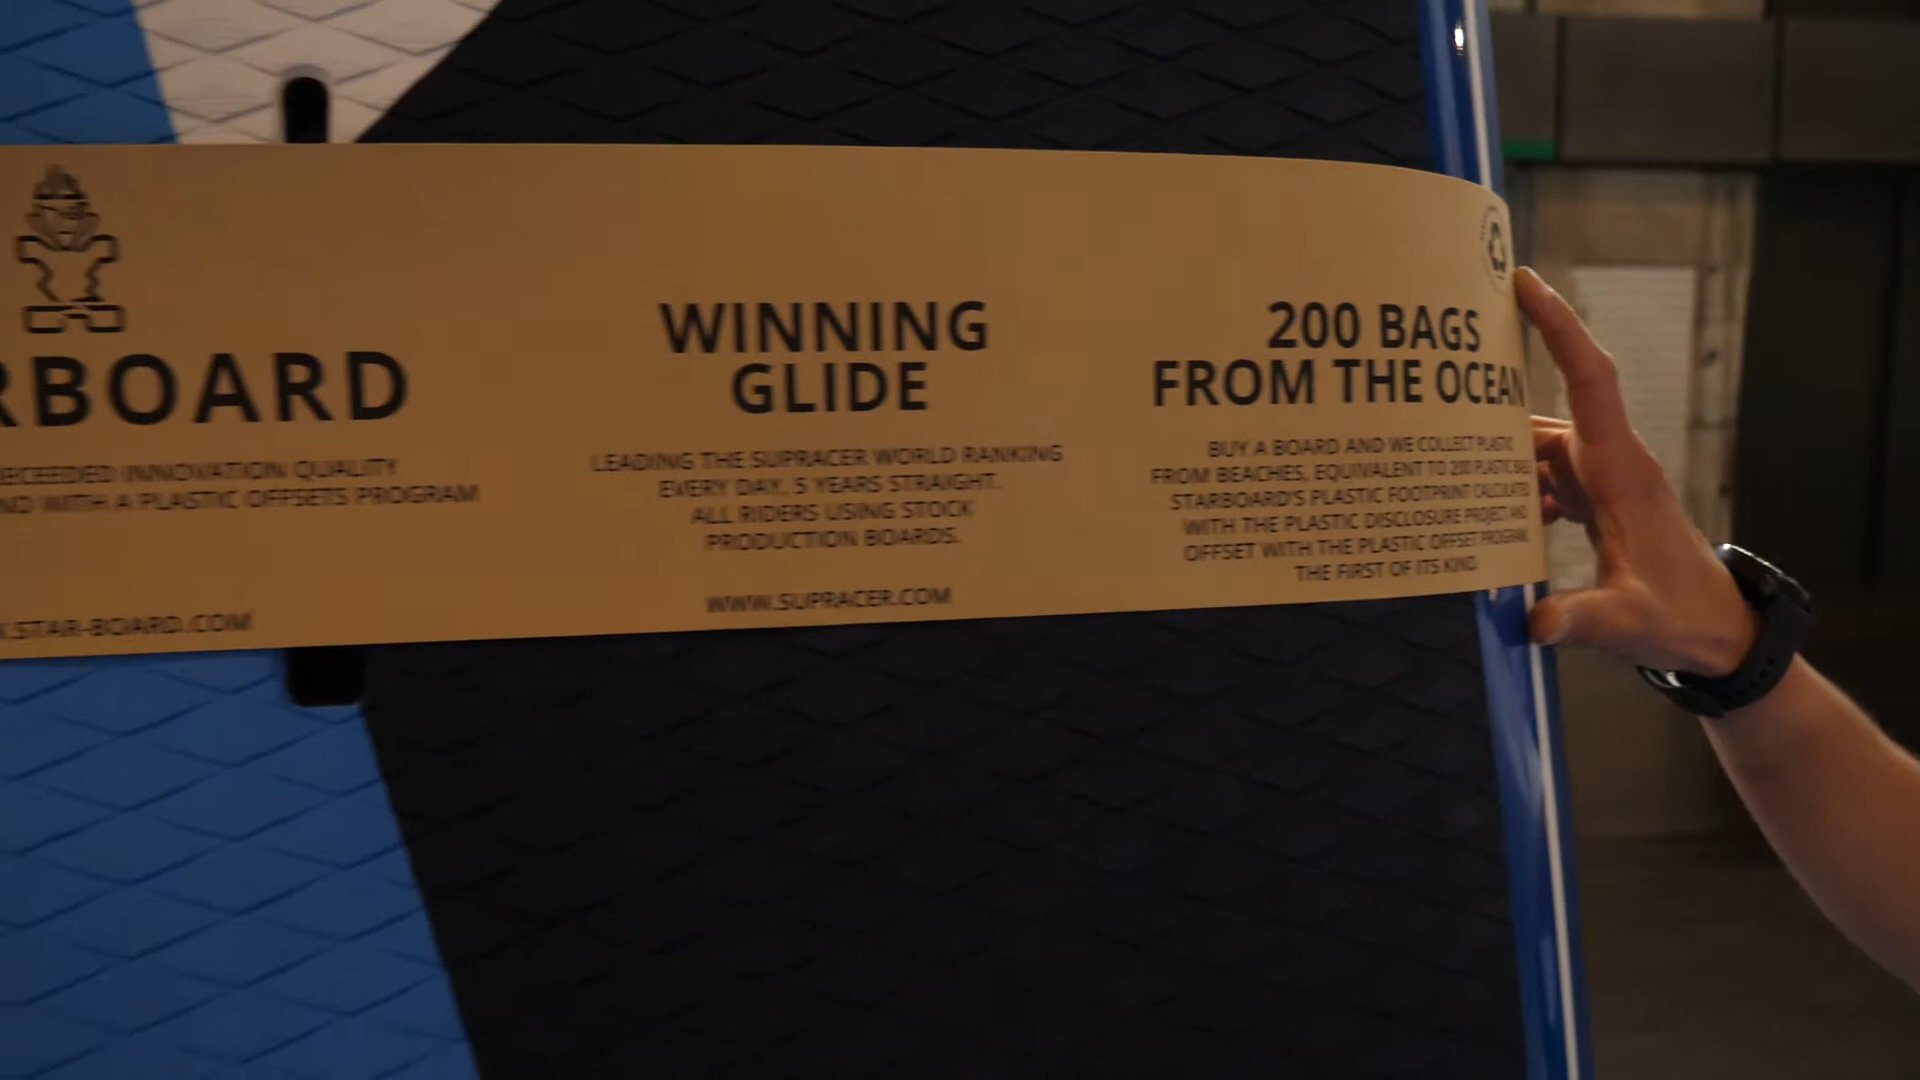 RBOARD
INNOVATION QUALITY
WITH A PLASTIC OFFSETS PROGRAM
.STAR-BOARD.COM
WINNING
GLIDE
LEADING THE SUPRACER WORLD RANKING
EVERY DAY, 5 YEARS STRAIGHT.
ALL RIDERS USING STOCK
PRODUCTION BOARDS.
WWW.SUPRACER.COM
200 BAGS
FROM THE OCEAN
BUY A BOARD AND WE COLLECT PLASTIC
FROM BEACHES, EQUIVALENT TO 200 PLASTIC BAGS
STARBOARD'S PLASTIC FOOTPRINT CALCULATED
WITH THE PLASTIC DISCLOSURE PROJECT AND
OFFSET WITH THE PLASTIC OFFSET PROGRAM,
THE FIRST OF ITS KIND.